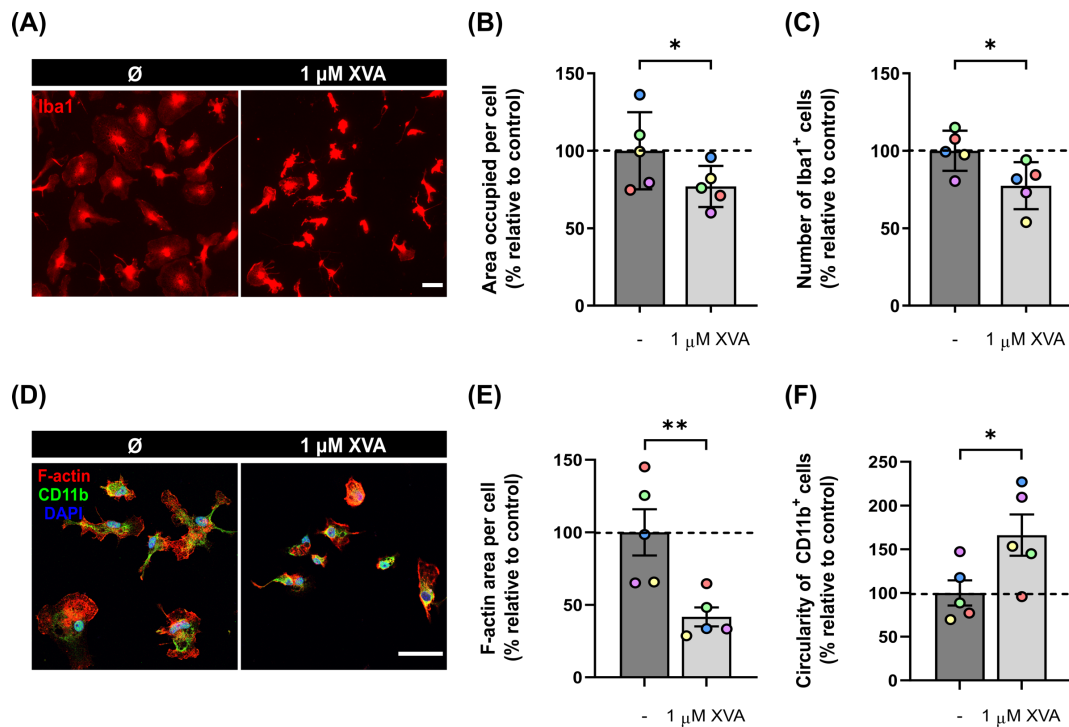 (A)
Ø
1 µM XVA
Iba1
(B)
Area occupied per cell
(% relative to control)
150
100
50
0
*
-
1 µM XVA
(C)
Number of Iba1⁺ cells
(% relative to control)
150
100
50
0
*
-
1 µM XVA
(D)
Ø
1 µM XVA
F-actin
CD11b
DAPI
(E)
F-actin area per cell
(% relative to control)
150
100
50
0
**
-
1 µM XVA
(F)
Circularity of CD11b⁺ cells
(% relative to control)
250
200
150
100
50
0
*
-
1 µM XVA